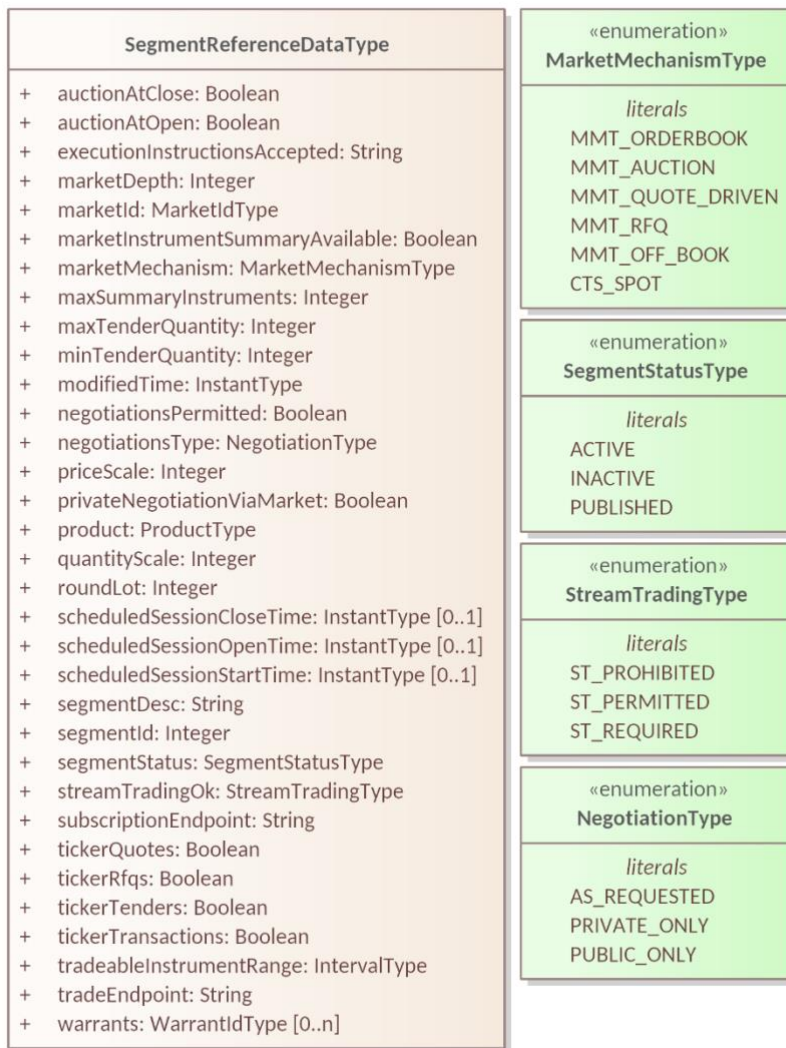 SegmentReferenceDataType
+ auctionAtClose: Boolean
+ auctionAtOpen: Boolean
+ executionInstructionsAccepted: String
+ marketDepth: Integer
+ marketId: MarketIdType
+ marketInstrumentSummaryAvailable: Boolean
+ marketMechanism: MarketMechanismType
+ maxSummaryInstruments: Integer
+ maxTenderQuantity: Integer
+ minTenderQuantity: Integer
+ modifiedTime: InstantType
+ negotiationsPermitted: Boolean
+ negotiationsType: NegotiationType
+ priceScale: Integer
+ privateNegotiationViaMarket: Boolean
+ product: ProductType
+ quantityScale: Integer
+ roundLot: Integer
+ scheduledSessionCloseTime: InstantType [0..1]
+ scheduledSessionOpenTime: InstantType [0..1]
+ scheduledSessionStartTime: InstantType [0..1]
+ segmentDesc: String
+ segmentId: Integer
+ segmentStatus: SegmentStatusType
+ streamTradingOk: StreamTradingType
+ subscriptionEndpoint: String
+ tickerQuotes: Boolean
+ tickerRfqs: Boolean
+ tickerTenders: Boolean
+ tickerTransactions: Boolean
+ tradeableInstrumentRange: IntervalType
+ tradeEndpoint: String
+ warrants: WarrantIdType [0..n]
«enumeration»
MarketMechanismType
literals
MMT_ORDERBOOK
MMT_AUCTION
MMT_QUOTE_DRIVEN
MMT_RFQ
MMT_OFF_BOOK
CTS_SPOT
«enumeration»
SegmentStatusType
literals
ACTIVE
INACTIVE
PUBLISHED
«enumeration»
StreamTradingType
literals
ST_PROHIBITED
ST_PERMITTED
ST_REQUIRED
«enumeration»
NegotiationType
literals
AS_REQUESTED
PRIVATE_ONLY
PUBLIC_ONLY